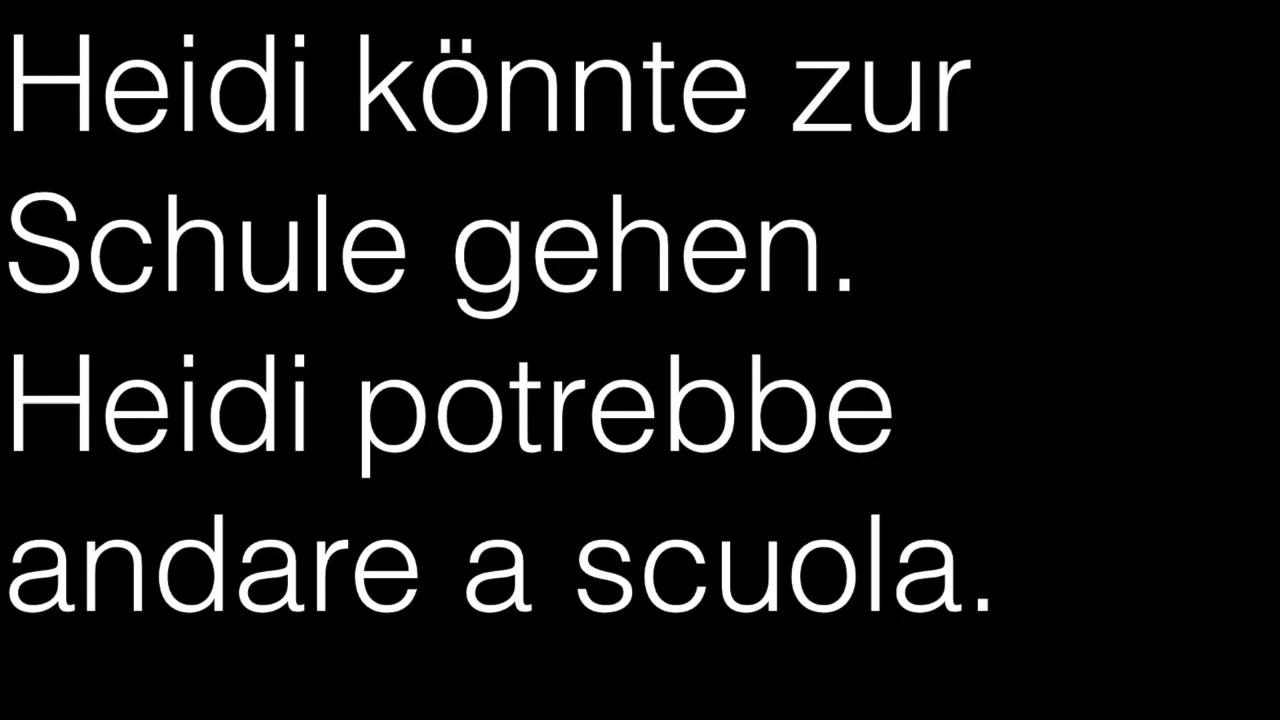 Heidi könnte zur
Schule gehen.
Heidi potrebbe
andare a scuola.